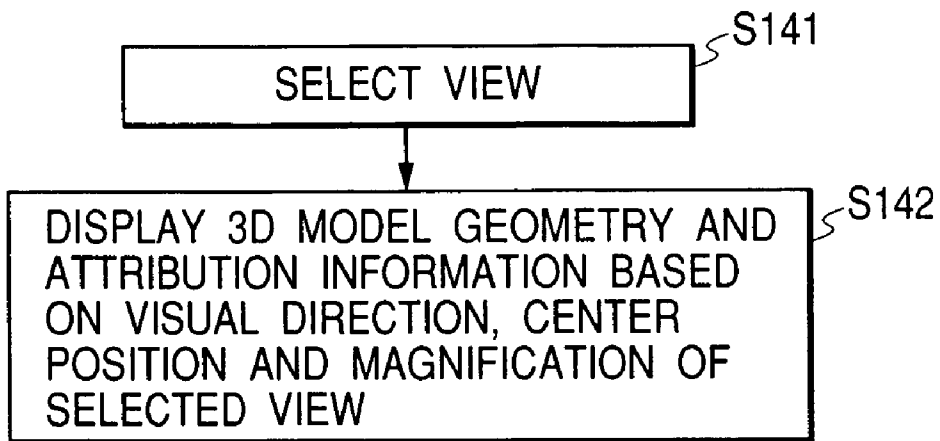 S141
SELECT VIEW
S142
DISPLAY 3D MODEL GEOMETRY AND
ATTRIBUTION INFORMATION BASED
ON VISUAL DIRECTION, CENTER
POSITION AND MAGNIFICATION OF
SELECTED VIEW